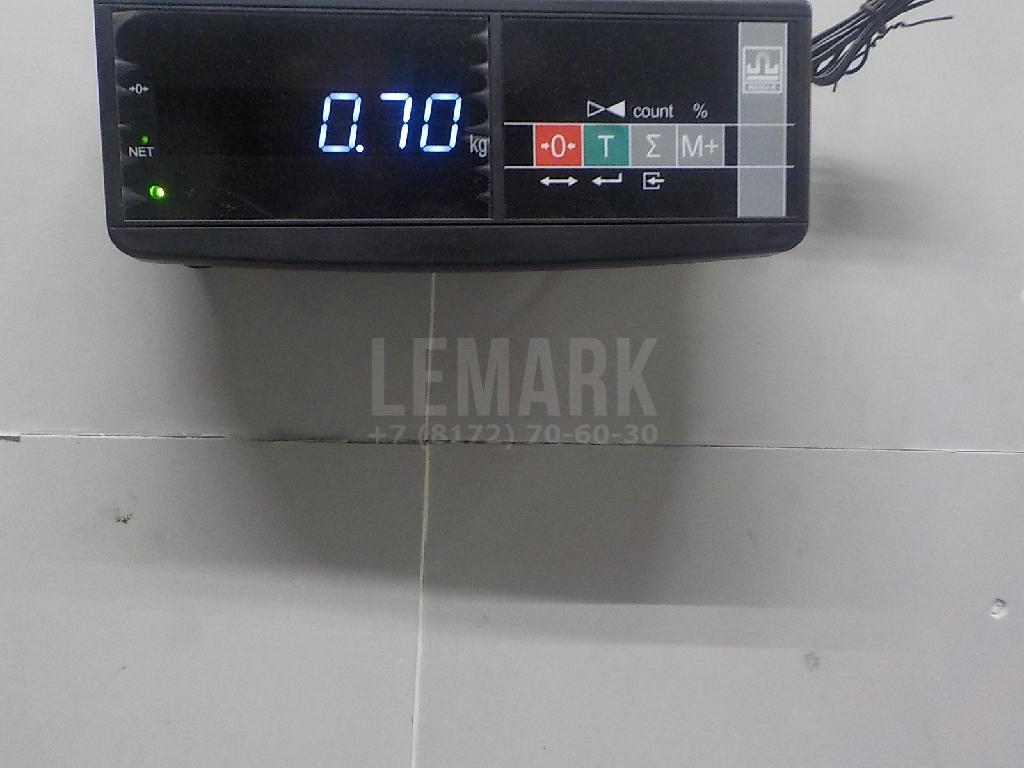 →0←
NET
0.70 kg
count %
→0← T Σ M+
LEMARK
+7 (8172) 70-60-30